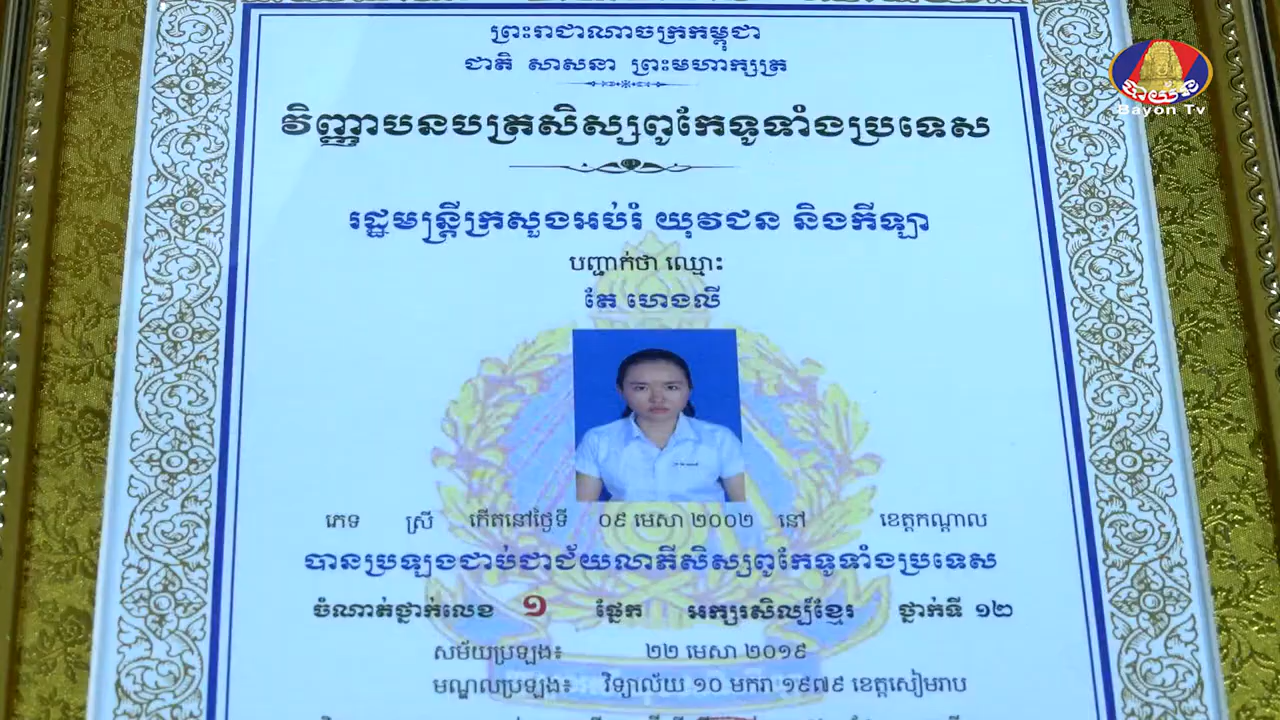 ព្រះរាជាណាចក្រកម្ពុជា
ជាតិ សាសនា ព្រះមហាក្សត្រ
បាយ័ន
Bayon Tv
វិញ្ញាបនបត្រសិស្សពូកែទូទាំងប្រទេស
រដ្ឋមន្ត្រីក្រសួងអប់រំ យុវជន និងកីឡា
បញ្ជាក់ថា ឈ្មោះ
តែ ហេងលី
ភេទ ស្រី កើតនៅថ្ងៃទី ០៩ មេសា ២០០២ នៅ ខេត្តកណ្តាល
បានប្រឡងជាប់ជាជ័យលាភីសិស្សពូកែទូទាំងប្រទេស
ចំណាត់ថ្នាក់លេខ ១ ផ្នែក អក្សរសិល្ប៍ខ្មែរ ថ្នាក់ទី ១២
សម័យប្រឡង៖ ២២ មេសា ២០១៩
មណ្ឌលប្រឡង៖ វិទ្យាល័យ ១០ មករា ១៩៧៩ ខេត្តសៀមរាប